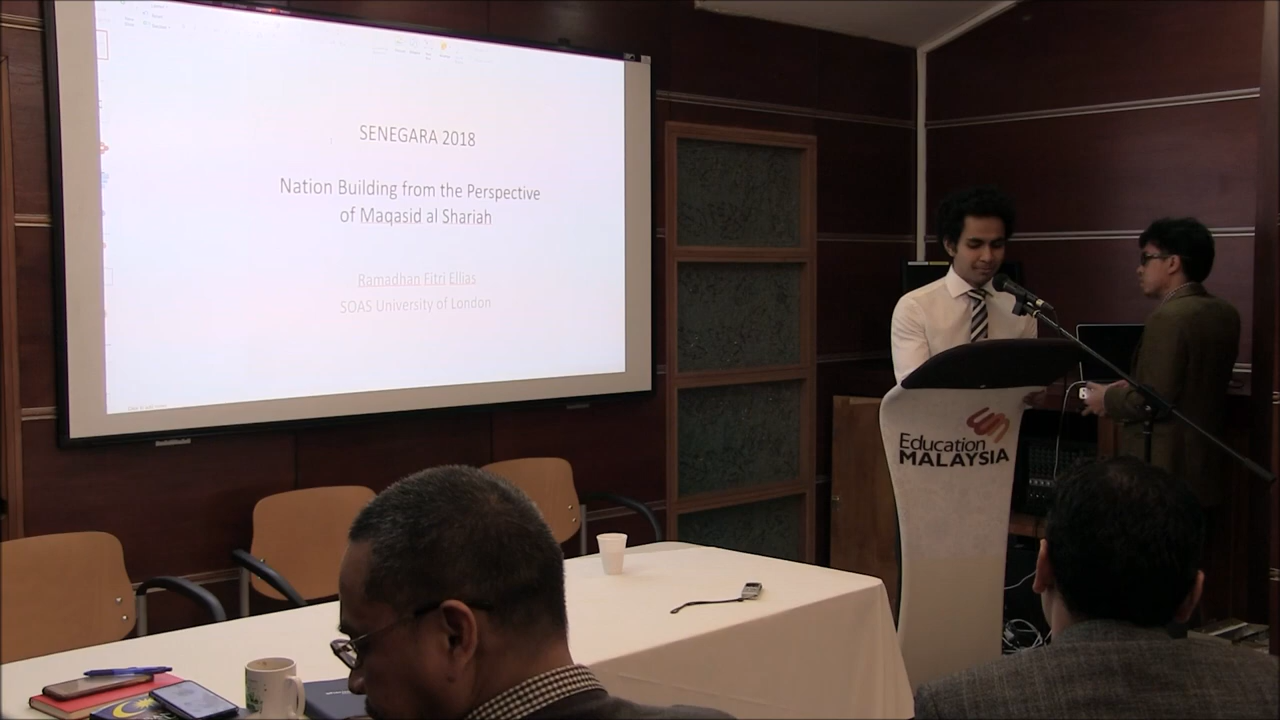 SENEGARA 2018
Nation Building from the Perspective
of Maqasid al Shariah
Ramadhan Fitri Ellias
SOAS University of London
Education
MALAYSIA